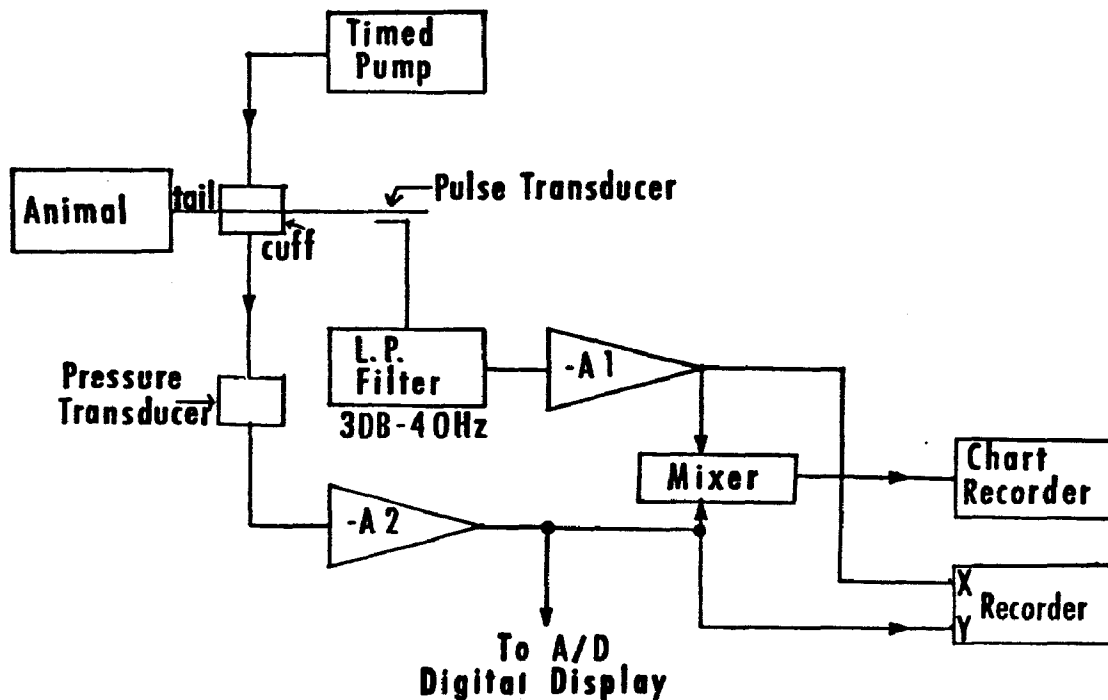 Timed
Pump
Animal
tail
cuff
Pulse Transducer
L.P.
Filter
3DB-40Hz
-A1
Pressure
Transducer
Mixer
Chart
Recorder
-A2
X
Recorder
Y
To A/D
Digital Display